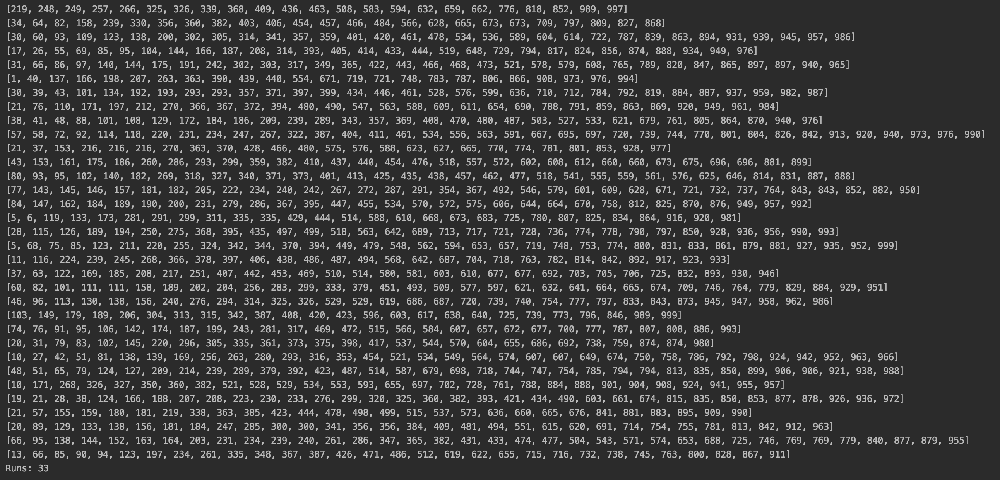 [219, 248, 249, 257, 266, 325, 326, 339, 368, 409, 436, 463, 508, 583, 594, 632, 659, 662, 776, 818, 852, 989, 997]
[34, 64, 82, 158, 239, 330, 356, 360, 382, 403, 406, 454, 457, 466, 484, 566, 628, 665, 673, 673, 709, 797, 809, 827, 868]
[30, 60, 93, 109, 123, 138, 200, 302, 305, 314, 341, 357, 359, 401, 420, 461, 478, 534, 536, 589, 604, 614, 722, 787, 839, 863, 894, 931, 939, 945, 957, 986]
[17, 26, 55, 69, 85, 95, 104, 144, 166, 187, 208, 314, 393, 405, 414, 433, 444, 519, 648, 729, 794, 817, 824, 856, 874, 888, 934, 949, 976]
[31, 66, 86, 97, 140, 144, 175, 191, 242, 302, 303, 317, 349, 365, 422, 443, 466, 468, 473, 521, 578, 579, 608, 765, 789, 820, 847, 865, 897, 897, 940, 965]
[1, 40, 137, 166, 198, 207, 263, 363, 390, 439, 440, 554, 671, 719, 721, 748, 783, 787, 806, 866, 908, 973, 976, 994]
[30, 39, 43, 101, 134, 192, 193, 293, 293, 357, 371, 397, 399, 434, 446, 461, 528, 576, 599, 636, 710, 712, 784, 792, 819, 884, 887, 937, 959, 982, 987]
[21, 76, 110, 171, 197, 212, 270, 366, 367, 372, 394, 480, 490, 547, 563, 588, 609, 611, 654, 690, 788, 791, 859, 863, 869, 920, 949, 961, 984]
[38, 41, 48, 88, 101, 108, 129, 172, 184, 186, 209, 239, 289, 343, 357, 369, 408, 470, 480, 487, 503, 527, 533, 621, 679, 761, 805, 864, 870, 940, 976]
[57, 58, 72, 92, 114, 118, 220, 231, 234, 247, 267, 322, 387, 404, 411, 461, 534, 556, 563, 591, 667, 695, 697, 720, 739, 744, 770, 801, 804, 826, 842, 913, 920, 940, 973, 976, 990]
[21, 37, 153, 216, 216, 216, 270, 363, 370, 428, 466, 480, 575, 576, 588, 623, 627, 665, 770, 774, 781, 801, 853, 928, 977]
[43, 153, 161, 175, 186, 260, 286, 293, 299, 359, 382, 410, 437, 440, 454, 476, 518, 557, 572, 602, 608, 612, 660, 660, 673, 675, 696, 696, 881, 899]
[80, 93, 95, 102, 140, 182, 269, 318, 327, 340, 371, 373, 401, 413, 425, 435, 438, 457, 462, 477, 518, 541, 555, 559, 561, 576, 625, 646, 814, 831, 887, 888]
[77, 143, 145, 146, 157, 181, 182, 205, 222, 234, 240, 242, 267, 272, 287, 291, 354, 367, 492, 546, 579, 601, 609, 628, 671, 721, 732, 737, 764, 843, 843, 852, 882, 950]
[84, 147, 162, 184, 189, 190, 200, 231, 279, 286, 367, 395, 447, 455, 534, 570, 572, 575, 606, 644, 664, 670, 758, 812, 825, 870, 876, 949, 957, 992]
[5, 6, 119, 133, 173, 281, 291, 299, 311, 335, 335, 429, 444, 514, 588, 610, 668, 673, 683, 725, 780, 807, 825, 834, 864, 916, 920, 981]
[28, 115, 126, 189, 194, 250, 275, 368, 395, 435, 497, 499, 518, 563, 642, 689, 713, 717, 721, 728, 736, 774, 778, 790, 797, 850, 928, 936, 956, 990, 993]
[5, 68, 75, 85, 123, 211, 220, 255, 324, 342, 344, 370, 394, 449, 479, 548, 562, 594, 653, 657, 719, 748, 753, 774, 800, 831, 833, 861, 879, 881, 927, 935, 952, 999]
[11, 116, 224, 239, 245, 268, 366, 378, 397, 406, 438, 486, 487, 494, 568, 642, 687, 704, 718, 763, 782, 814, 842, 892, 917, 923, 933]
[37, 63, 122, 169, 185, 208, 217, 251, 407, 442, 453, 469, 510, 514, 580, 581, 603, 610, 677, 677, 692, 703, 705, 706, 725, 832, 893, 930, 946]
[60, 82, 101, 111, 111, 158, 189, 202, 204, 256, 283, 299, 333, 379, 451, 493, 509, 577, 597, 621, 632, 641, 664, 665, 674, 709, 746, 764, 779, 829, 884, 929, 951]
[46, 96, 113, 130, 138, 156, 240, 276, 294, 314, 325, 326, 529, 529, 619, 686, 687, 720, 739, 740, 754, 777, 797, 833, 843, 873, 945, 947, 958, 962, 986]
[103, 149, 179, 189, 206, 304, 313, 315, 342, 387, 408, 420, 423, 596, 603, 617, 638, 640, 725, 739, 773, 796, 846, 989, 999]
[74, 76, 91, 95, 106, 142, 174, 187, 199, 243, 281, 317, 469, 472, 515, 566, 584, 607, 657, 672, 677, 700, 777, 787, 807, 808, 886, 993]
[20, 31, 79, 83, 102, 145, 220, 296, 305, 335, 361, 373, 375, 398, 417, 537, 544, 570, 604, 655, 686, 692, 738, 759, 874, 874, 980]
[10, 27, 42, 51, 81, 138, 139, 169, 256, 263, 280, 293, 316, 353, 454, 521, 534, 549, 564, 574, 607, 607, 649, 674, 750, 758, 786, 792, 798, 924, 942, 952, 963, 966]
[48, 51, 65, 79, 124, 127, 209, 214, 239, 289, 379, 392, 423, 487, 514, 587, 679, 698, 718, 744, 747, 754, 785, 794, 794, 813, 835, 850, 899, 906, 906, 921, 938, 988]
[10, 171, 268, 326, 327, 350, 360, 382, 521, 528, 529, 534, 553, 593, 655, 697, 702, 728, 761, 788, 884, 888, 901, 904, 908, 924, 941, 955, 957]
[19, 21, 28, 38, 124, 166, 188, 207, 208, 223, 230, 233, 276, 299, 320, 325, 360, 382, 393, 421, 434, 490, 603, 661, 674, 815, 835, 850, 853, 877, 878, 926, 936, 972]
[21, 57, 155, 159, 180, 181, 219, 338, 363, 385, 423, 444, 478, 498, 499, 515, 537, 573, 636, 660, 665, 676, 841, 881, 883, 895, 909, 990]
[20, 89, 129, 133, 138, 156, 181, 184, 247, 285, 300, 300, 341, 356, 356, 384, 409, 481, 494, 551, 615, 620, 691, 714, 754, 755, 781, 813, 842, 912, 963]
[66, 95, 138, 144, 152, 163, 164, 203, 231, 234, 239, 240, 261, 286, 347, 365, 382, 431, 433, 474, 477, 504, 543, 571, 574, 653, 688, 725, 746, 769, 769, 779, 840, 877, 879, 955]
[13, 66, 85, 90, 94, 123, 197, 234, 261, 335, 348, 367, 387, 426, 471, 486, 512, 619, 622, 655, 715, 716, 732, 738, 745, 763, 800, 828, 867, 911]
Runs: 33